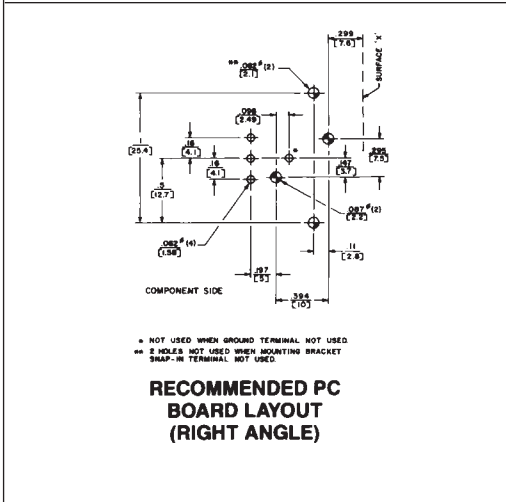 .299
[7.6]
SURFACE 'X'
** .082ø(2)
[2.1]
.098
[2.49]
1
[25.4]
.16
[4.1]
*
.295
[7.5]
.147
[3.7]
.16
[4.1]
.5
[12.7]
.087ø(2)
[2.2]
.062ø(4)
[1.58]
.11
[2.8]
.197
[5]
COMPONENT SIDE
.394
[10]
* NOT USED WHEN GROUND TERMINAL NOT USED.
** 2 HOLES NOT USED WHEN MOUNTING BRACKET
SNAP-IN TERMINAL NOT USED.
RECOMMENDED PC
BOARD LAYOUT
(RIGHT ANGLE)